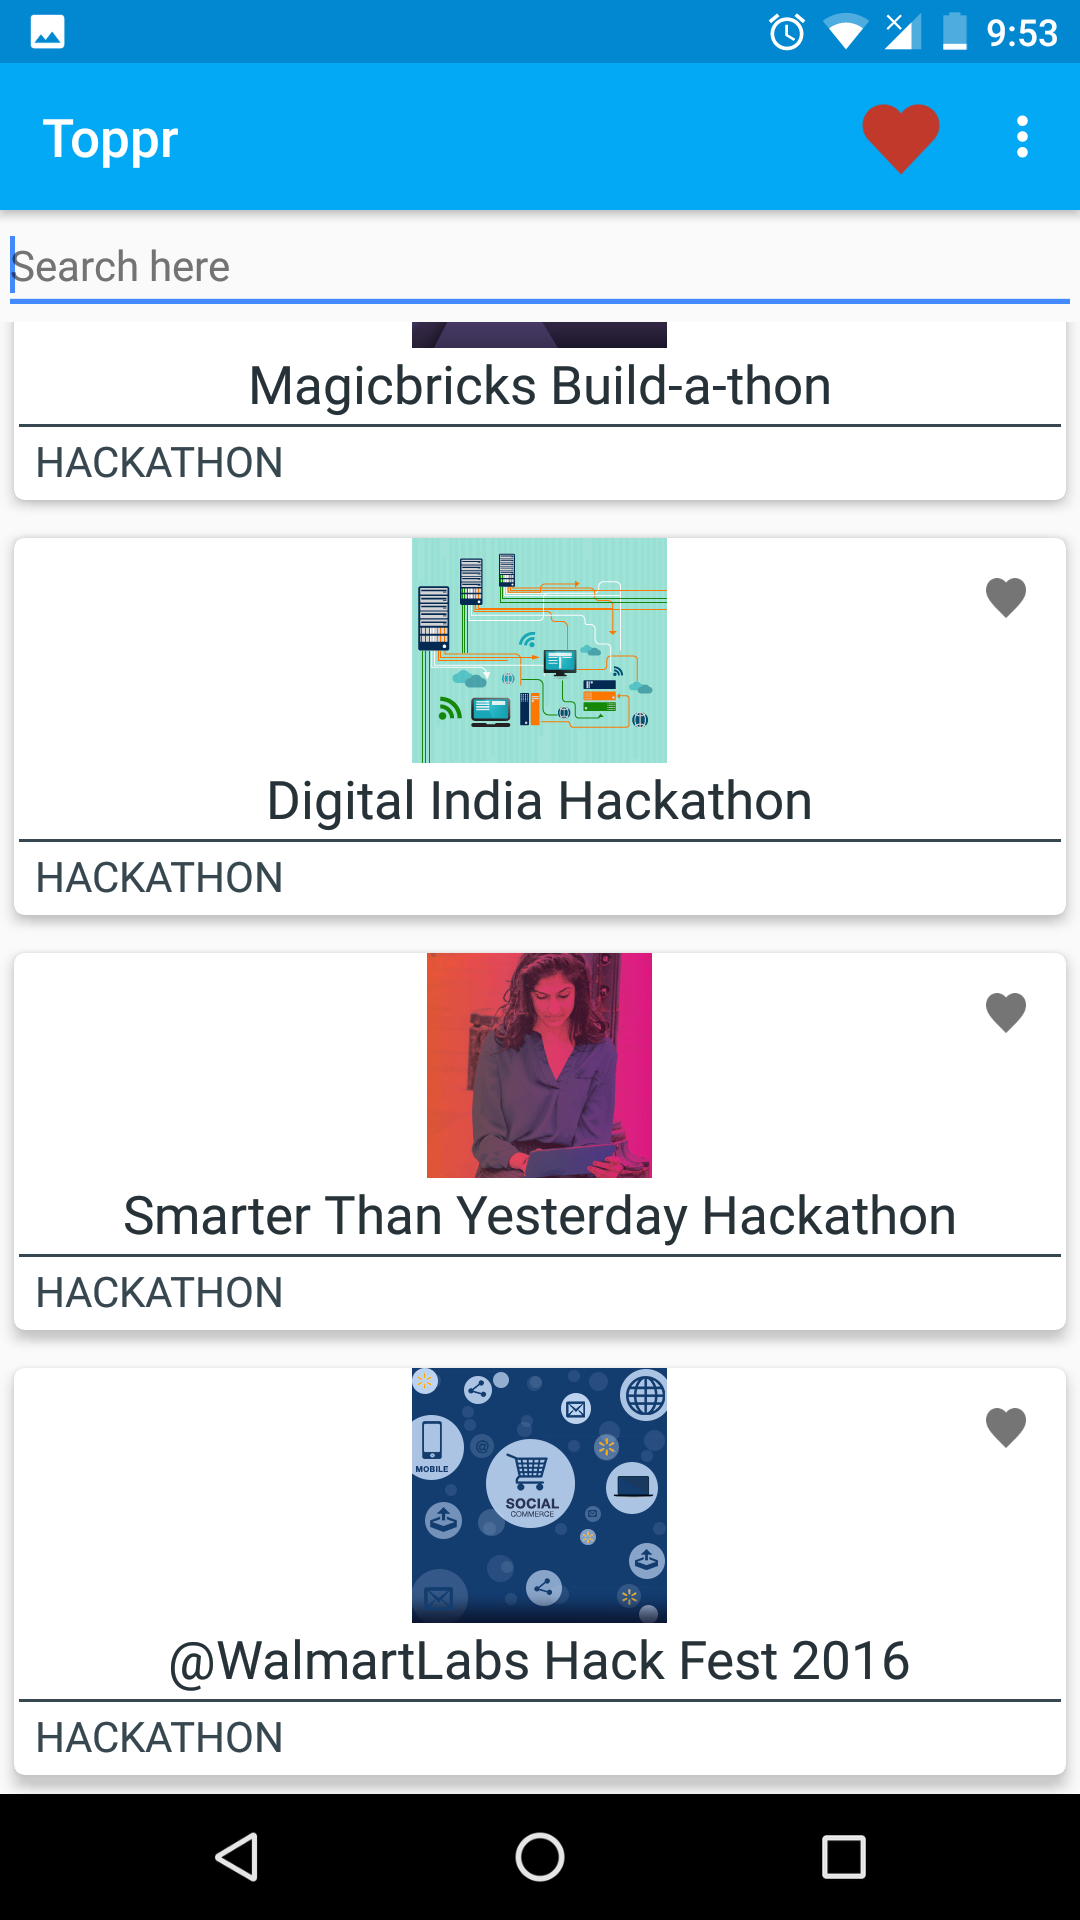 9:53
Toppr
Search here
Magicbricks Build-a-thon
HACKATHON
Digital India Hackathon
HACKATHON
Smarter Than Yesterday Hackathon
HACKATHON
MOBILE
@
SOCIAL
COMMERCE
@WalmartLabs Hack Fest 2016
HACKATHON